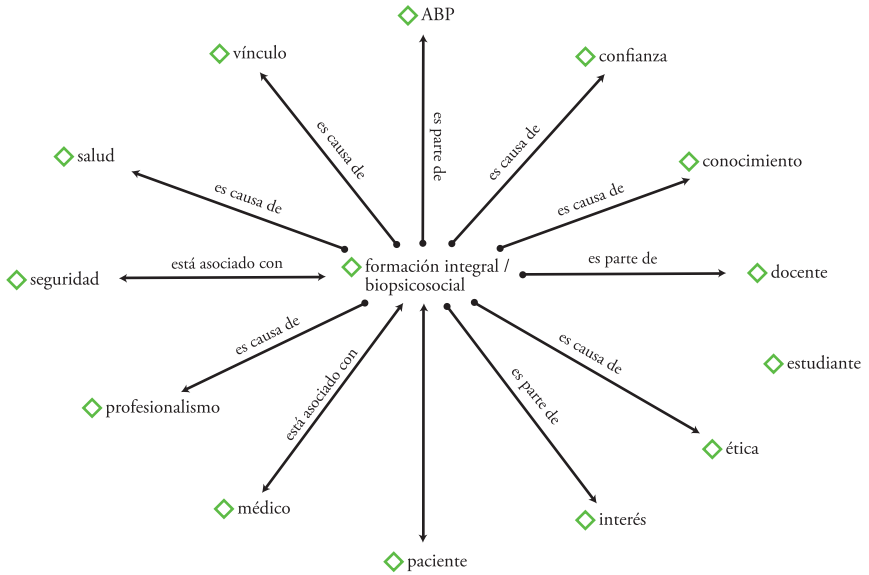 ABP
vínculo
confianza
es causa de
es parte de
es causa de
salud
conocimiento
es causa de
es causa de
seguridad
está asociado con
formación integral /
biopsicosocial
es parte de
docente
es causa de
está asociado con
es parte de
es causa de
estudiante
profesionalismo
ética
médico
interés
paciente